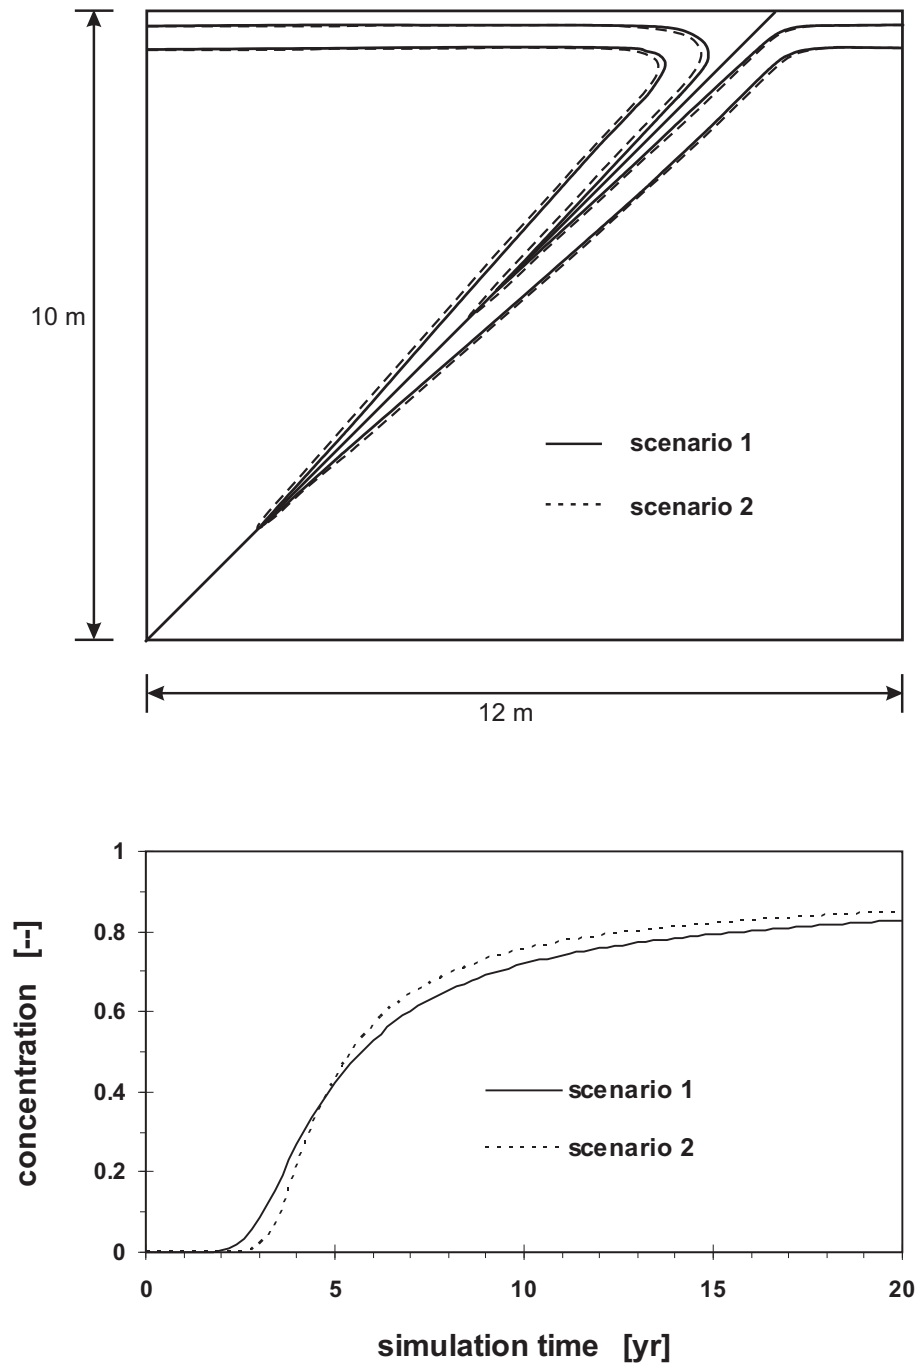 10 m
scenario 1
scenario 2
12 m
1
0.8
0.6
0.4
0.2
0
concentration [--]
scenario 1
scenario 2
0 5 10 15 20
simulation time [yr]